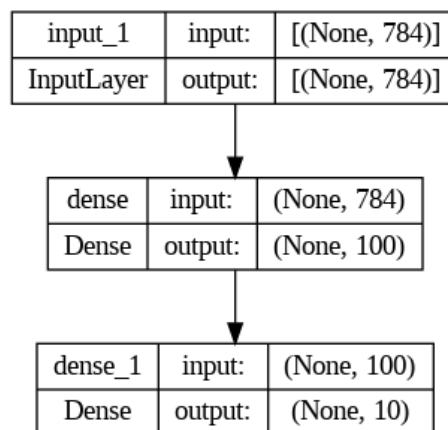 input_1 input: [(None, 784)]
InputLayer output: [(None, 784)]
dense input: (None, 784)
Dense output: (None, 100)
dense_1 input: (None, 100)
Dense output: (None, 10)